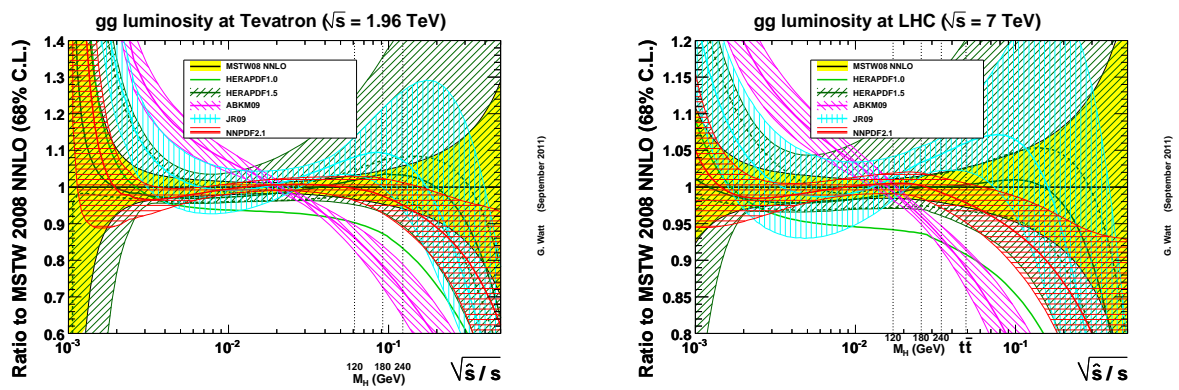 gg luminosity at Tevatron (√s = 1.96 TeV)
Ratio to MSTW 2008 NNLO (68% C.L.)
1.4
1.3
1.2
1.1
1
0.9
0.8
0.7
0.6
MSTW08 NNLO
HERAPDF1.0
HERAPDF1.5
ABKM09
JR09
NNPDF2.1
G. Watt (September 2011)
10⁻³
10⁻²
10⁻¹
120 180 240
M_H (GeV)
√ŝ / s
gg luminosity at LHC (√s = 7 TeV)
Ratio to MSTW 2008 NNLO (68% C.L.)
1.2
1.15
1.1
1.05
1
0.95
0.9
0.85
0.8
MSTW08 NNLO
HERAPDF1.0
HERAPDF1.5
ABKM09
JR09
NNPDF2.1
G. Watt (September 2011)
10⁻³
10⁻²
10⁻¹
120 180 240
M_H (GeV)
tt̄
√ŝ / s